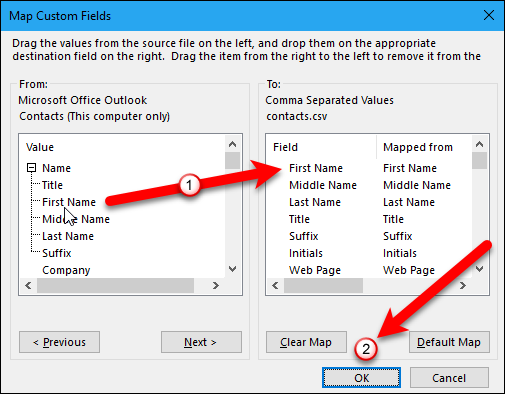 Map Custom Fields
Drag the values from the source file on the left, and drop them on the appropriate
destination field on the right.  Drag the item from the right to the left to remove it from the
From:
Microsoft Office Outlook
Contacts (This computer only)
Value
Name
Title
First Name
Middle Name
Last Name
Suffix
Company
< Previous
Next >
To:
Comma Separated Values
contacts.csv
Field Mapped from
First Name First Name
Middle Name Middle Name
Last Name Last Name
Title Title
Suffix Suffix
Initials Initials
Web Page Web Page
Clear Map
Default Map
OK
Cancel
1
2